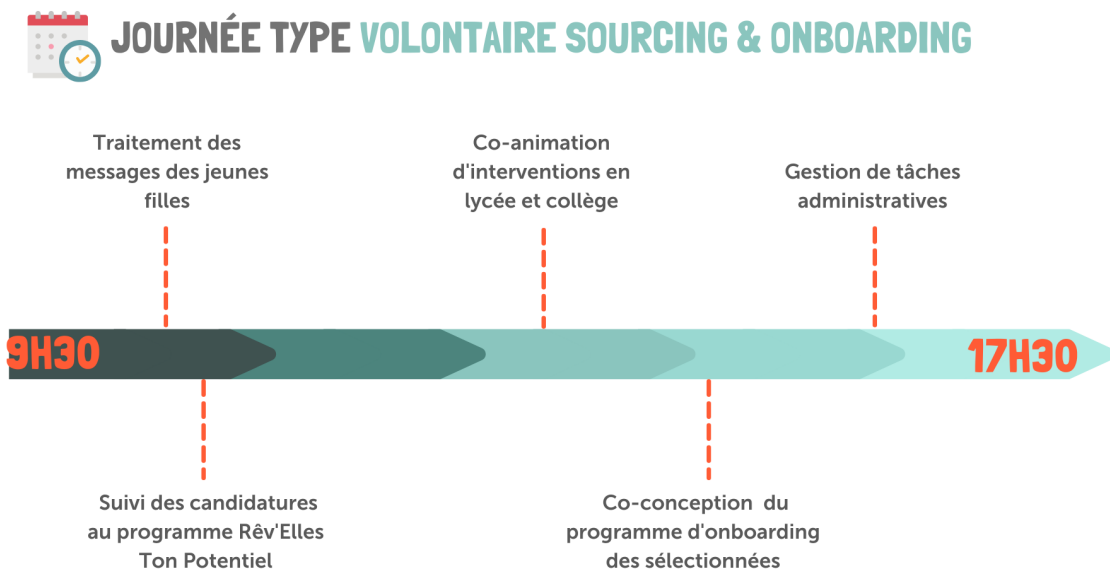 JOURNÉE TYPE VOLONTAIRE SOURCING & ONBOARDING
Traitement des
messages des jeunes
filles
Co-animation
d'interventions en
lycée et collège
Gestion de tâches
administratives
9H30
17H30
Suivi des candidatures
au programme Rêv'Elles
Ton Potentiel
Co-conception du
programme d'onboarding
des sélectionnées